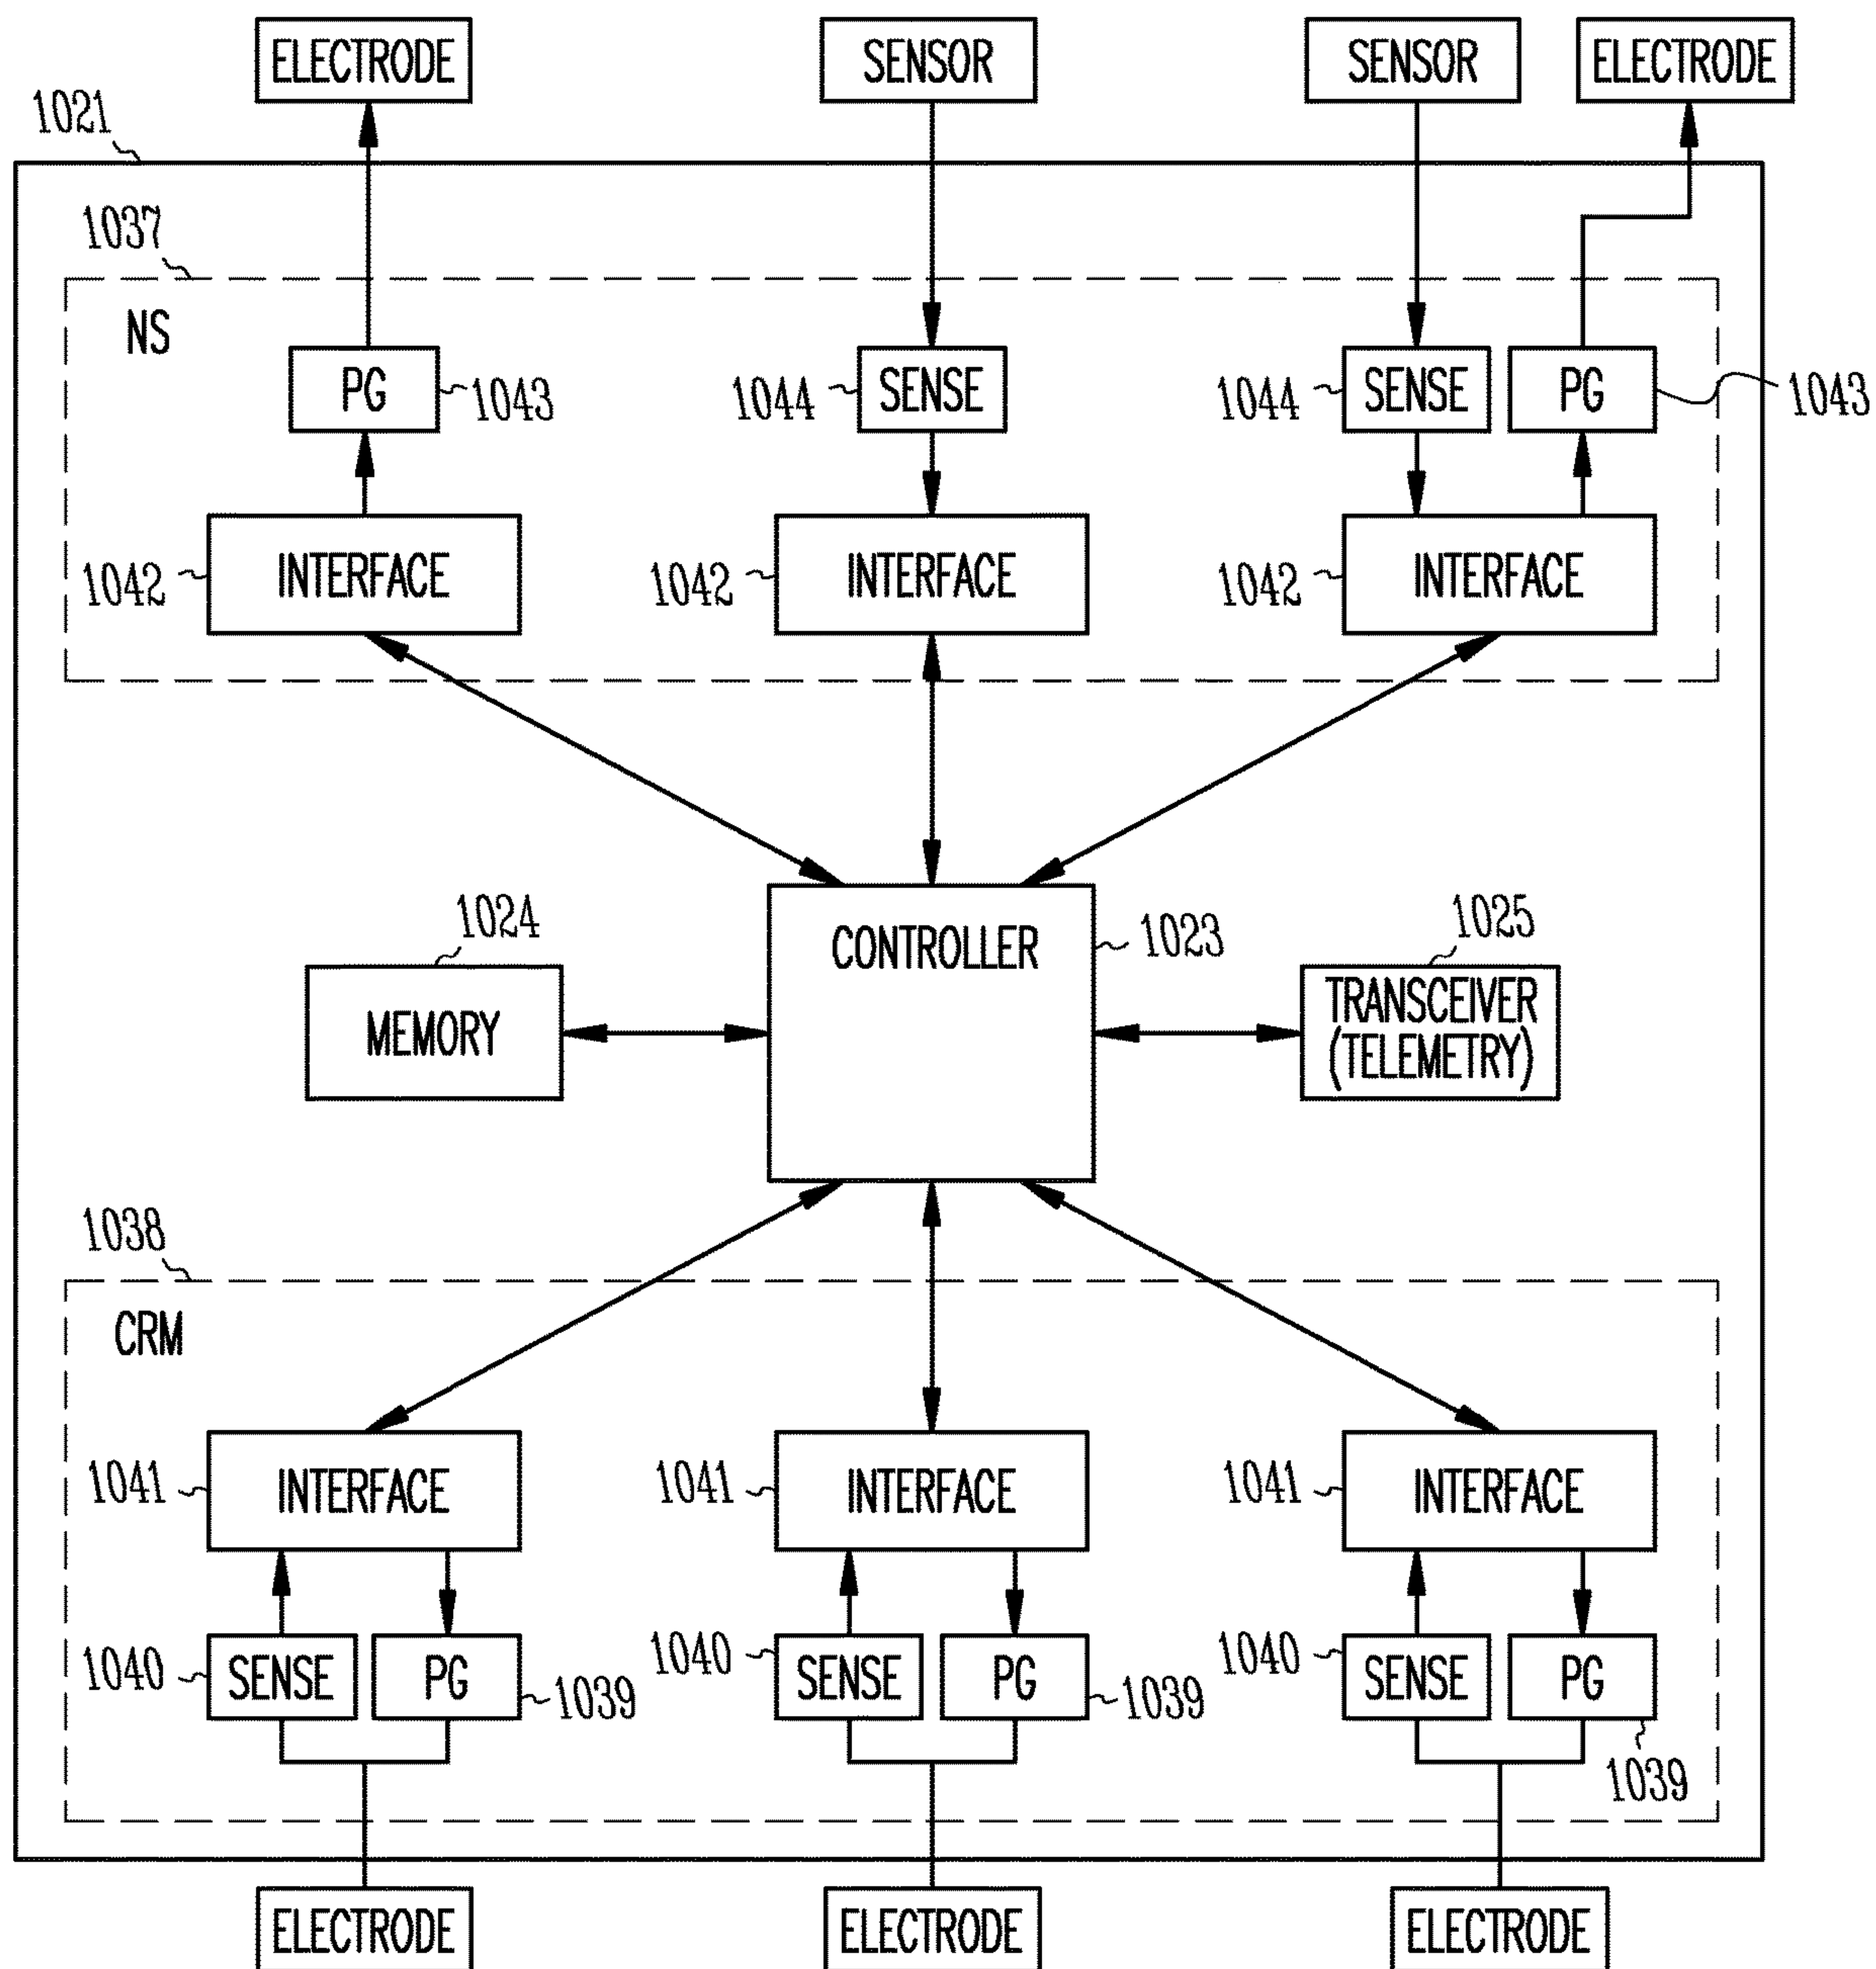 ELECTRODE
SENSOR
SENSOR
ELECTRODE
1021
1037
NS
PG
1043
1044
SENSE
1044
SENSE
PG
1043
1042
INTERFACE
1042
INTERFACE
1042
INTERFACE
1024
MEMORY
CONTROLLER
1023
1025
TRANSCEIVER
(TELEMETRY)
1038
CRM
1041
INTERFACE
1041
INTERFACE
1041
INTERFACE
1040
SENSE
PG
1039
1040
SENSE
PG
1039
1040
SENSE
PG
1039
ELECTRODE
ELECTRODE
ELECTRODE